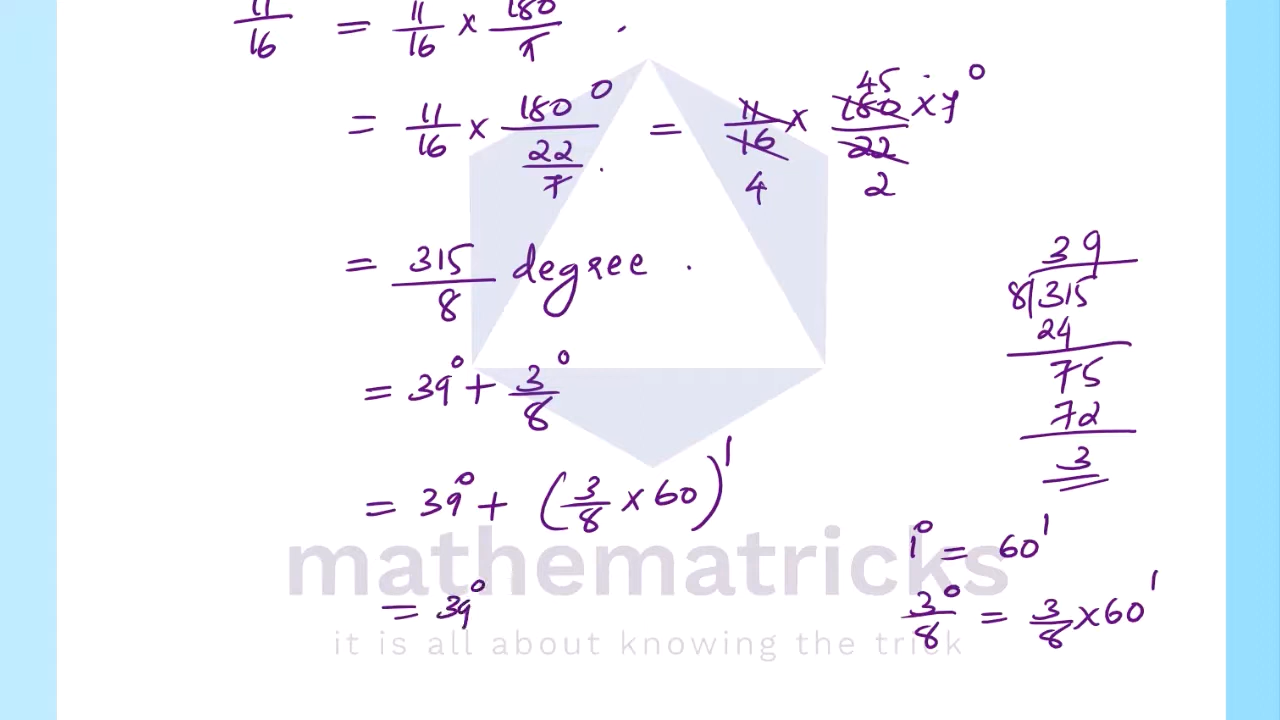 11/16 = 11/16 × 180/π
= 11/16 × 180°/(22/7) = 11/16 × 180/22 × 7°
45
4 2
= 315/8 degree.
= 39° + 3/8°
= 39° + (3/8 × 60)'
= 39°
39
8 315
24
75
72
3
1° = 60'
3/8° = 3/8 × 60'
mathematricks
it is all about knowing the trick